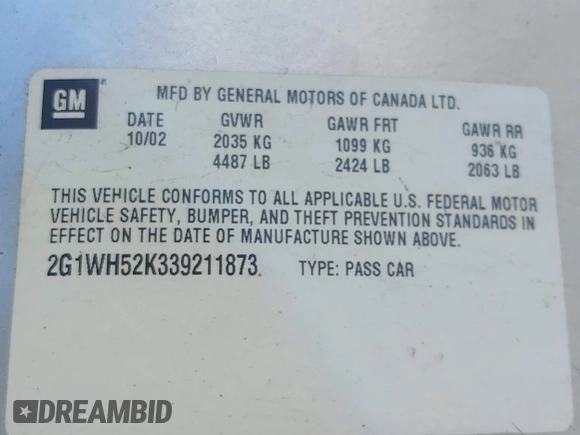 GM
MFD BY GENERAL MOTORS OF CANADA LTD.
DATE GVWR GAWR FRT GAWR RR
10/02 2035 KG 1099 KG 936 KG
4487 LB 2424 LB 2063 LB
THIS VEHICLE CONFORMS TO ALL APPLICABLE U.S. FEDERAL MOTOR
VEHICLE SAFETY, BUMPER, AND THEFT PREVENTION STANDARDS IN
EFFECT ON THE DATE OF MANUFACTURE SHOWN ABOVE.
2G1WH52K339211873 TYPE: PASS CAR
DREAMBID